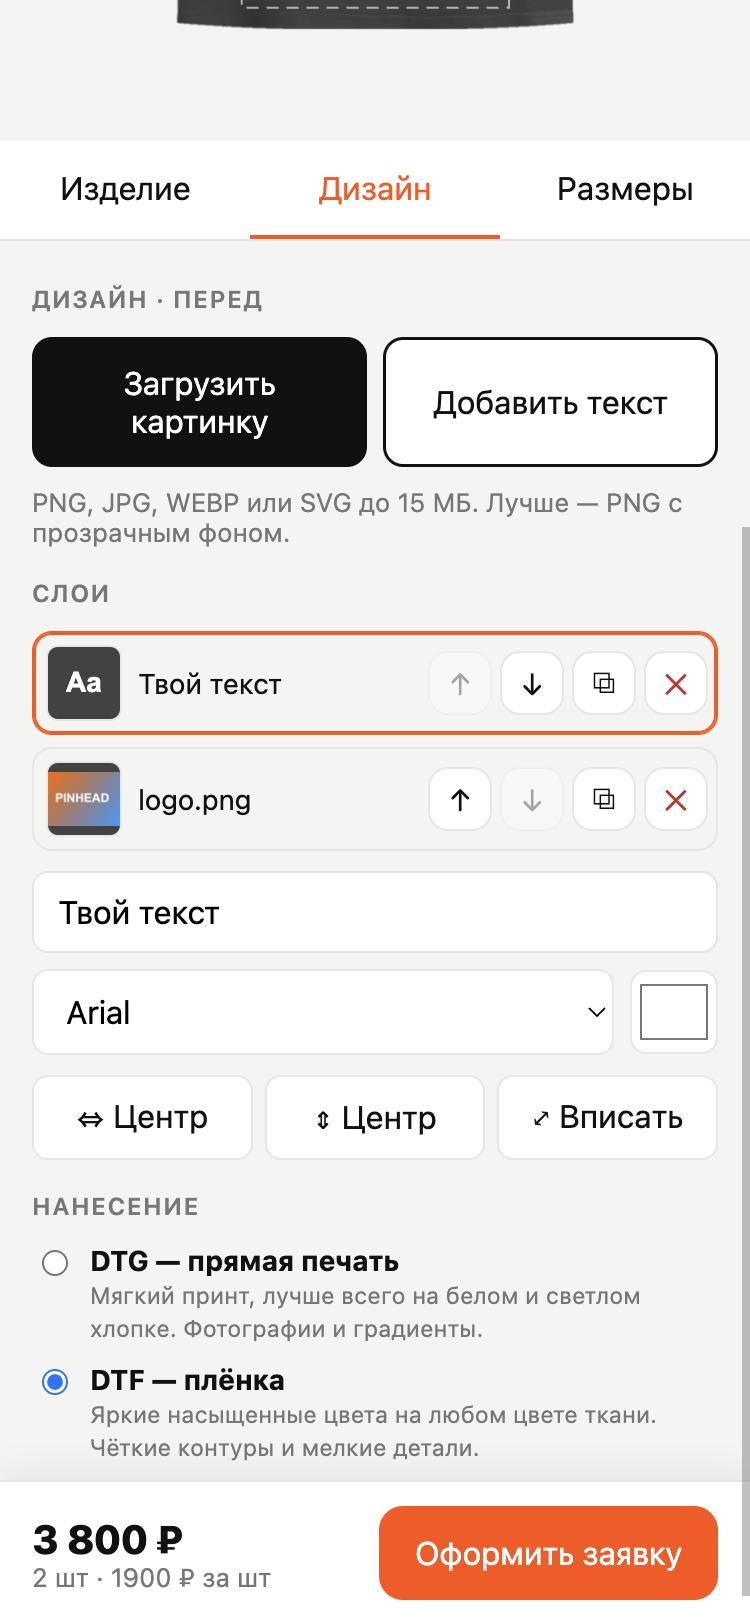 Изделие Дизайн Размеры
ДИЗАЙН · ПЕРЕД
Загрузить
картинку
Добавить текст
PNG, JPG, WEBP или SVG до 15 МБ. Лучше — PNG с
прозрачным фоном.
СЛОИ
Aa Твой текст
PINHEAD logo.png
Твой текст
Arial
⇔ Центр ⇕ Центр ⤢ Вписать
НАНЕСЕНИЕ
DTG — прямая печать
Мягкий принт, лучше всего на белом и светлом
хлопке. Фотографии и градиенты.
DTF — плёнка
Яркие насыщенные цвета на любом цвете ткани.
Чёткие контуры и мелкие детали.
3 800 ₽
2 шт · 1900 ₽ за шт
Оформить заявку